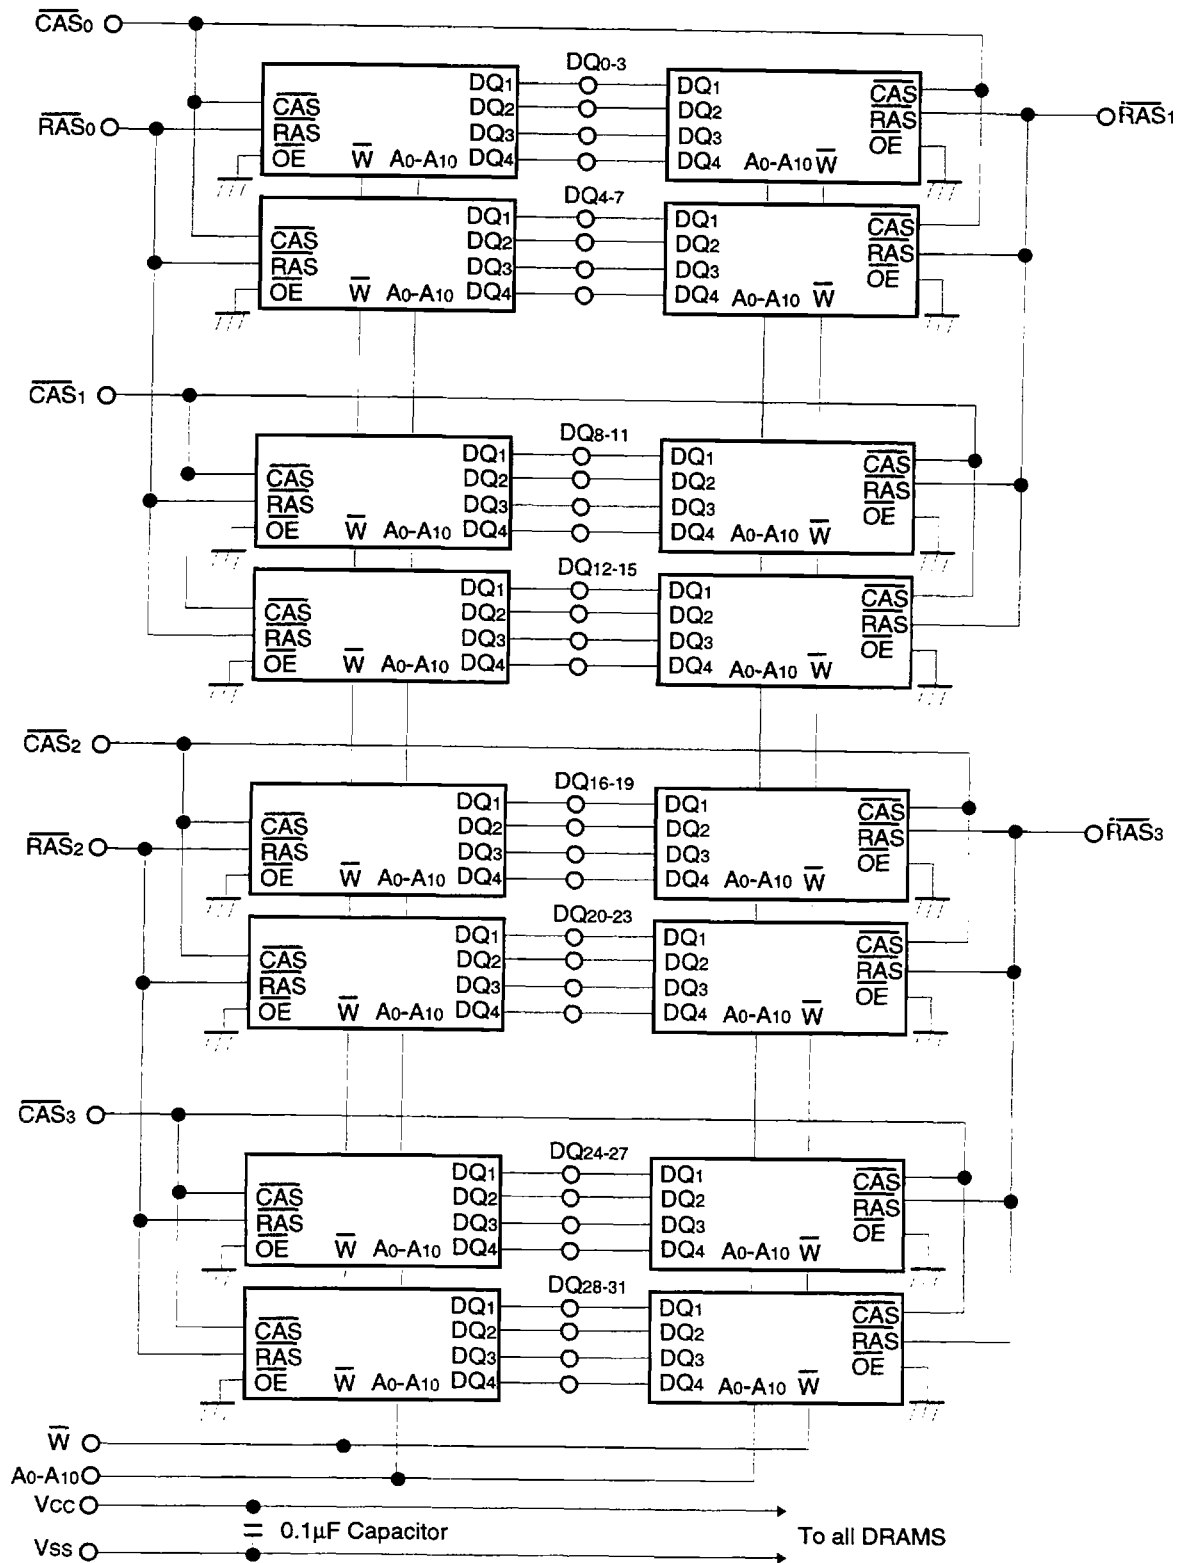 CAS0
DQ0-3
RAS0
CAS
RAS
OE
W
A0-A10
DQ1
DQ2
DQ3
DQ4
DQ1
DQ2
DQ3
DQ4
A0-A10
W
CAS
RAS
OE
RAS1
DQ4-7
CAS
RAS
OE
W
A0-A10
DQ1
DQ2
DQ3
DQ4
DQ1
DQ2
DQ3
DQ4
A0-A10
W
CAS
RAS
OE
CAS1
DQ8-11
CAS
RAS
OE
W
A0-A10
DQ1
DQ2
DQ3
DQ4
DQ1
DQ2
DQ3
DQ4
A0-A10
W
CAS
RAS
OE
DQ12-15
CAS
RAS
OE
W
A0-A10
DQ1
DQ2
DQ3
DQ4
DQ1
DQ2
DQ3
DQ4
A0-A10
W
CAS
RAS
OE
CAS2
DQ16-19
RAS2
CAS
RAS
OE
W
A0-A10
DQ1
DQ2
DQ3
DQ4
DQ1
DQ2
DQ3
DQ4
A0-A10
W
CAS
RAS
OE
RAS3
DQ20-23
CAS
RAS
OE
W
A0-A10
DQ1
DQ2
DQ3
DQ4
DQ1
DQ2
DQ3
DQ4
A0-A10
W
CAS
RAS
OE
CAS3
DQ24-27
CAS
RAS
OE
W
A0-A10
DQ1
DQ2
DQ3
DQ4
DQ1
DQ2
DQ3
DQ4
A0-A10
W
CAS
RAS
OE
DQ28-31
CAS
RAS
OE
W
A0-A10
DQ1
DQ2
DQ3
DQ4
DQ1
DQ2
DQ3
DQ4
A0-A10
W
CAS
RAS
OE
W
A0-A10
Vcc
0.1µF Capacitor
To all DRAMS
Vss